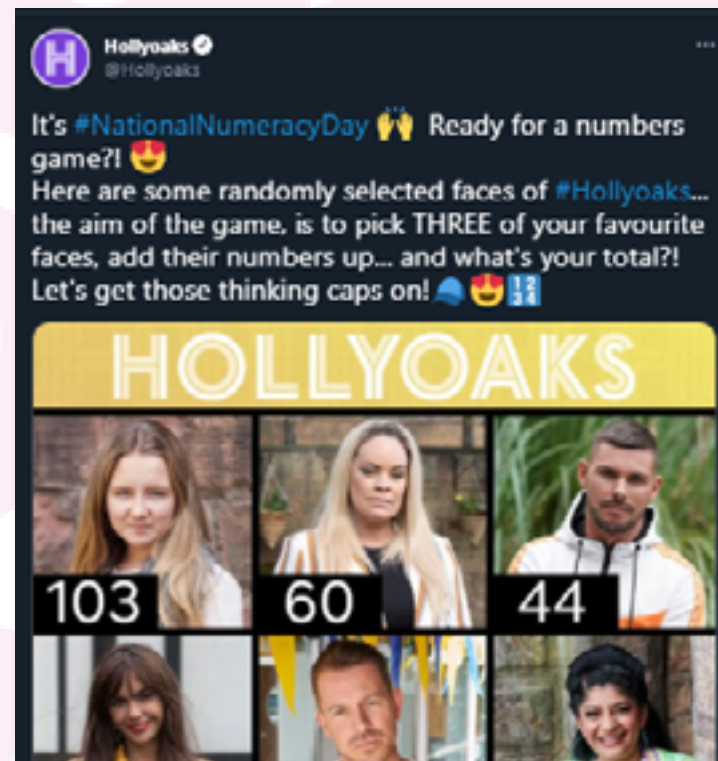 Hollyoaks
@Hollyoaks
It's #NationalNumeracyDay 🙌 Ready for a numbers
game?! 😍
Here are some randomly selected faces of #Hollyoaks...
the aim of the game, is to pick THREE of your favourite
faces, add their numbers up... and what's your total?!
Let's get those thinking caps on! 🧢😍🔢
HOLLYOAKS
103 60 44